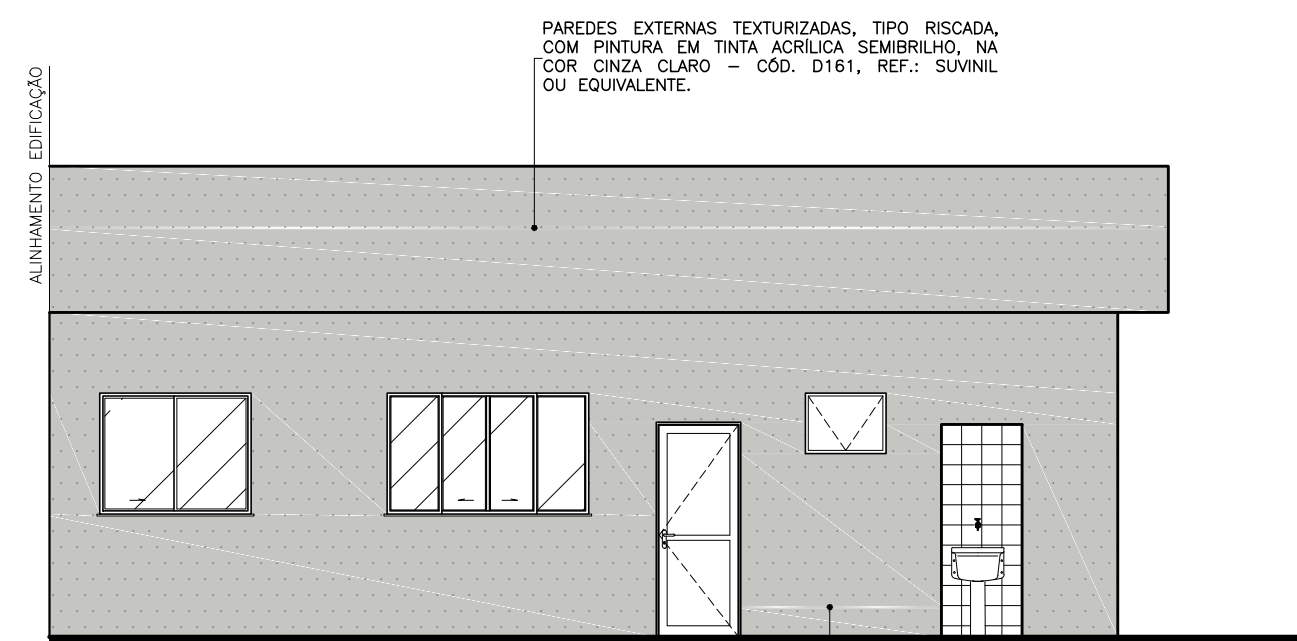 PAREDES EXTERNAS TEXTURIZADAS, TIPO RISCADA,
COM PINTURA EM TINTA ACRÍLICA SEMIBRILHO, NA
COR CINZA CLARO – CÓD. D161, REF.: SUVINIL
OU EQUIVALENTE.
ALINHAMENTO EDIFICAÇÃO